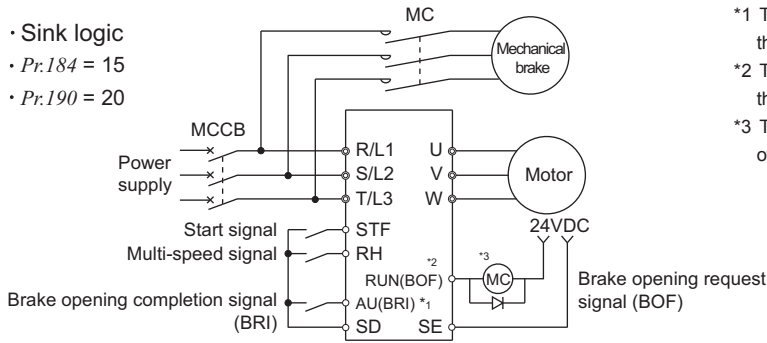 · Sink logic
· Pr.184 = 15
· Pr.190 = 20
MC
Mechanical
brake
*1 T
th
*2 T
th
*3 T
o
MCCB
Power
supply
R/L1
S/L2
T/L3
U
V
W
Motor
24VDC
Start signal
STF
Multi-speed signal
RH
*2
*3
RUN(BOF)
MC
Brake opening request
signal (BOF)
Brake opening completion signal
(BRI)
AU(BRI) *1
SD
SE